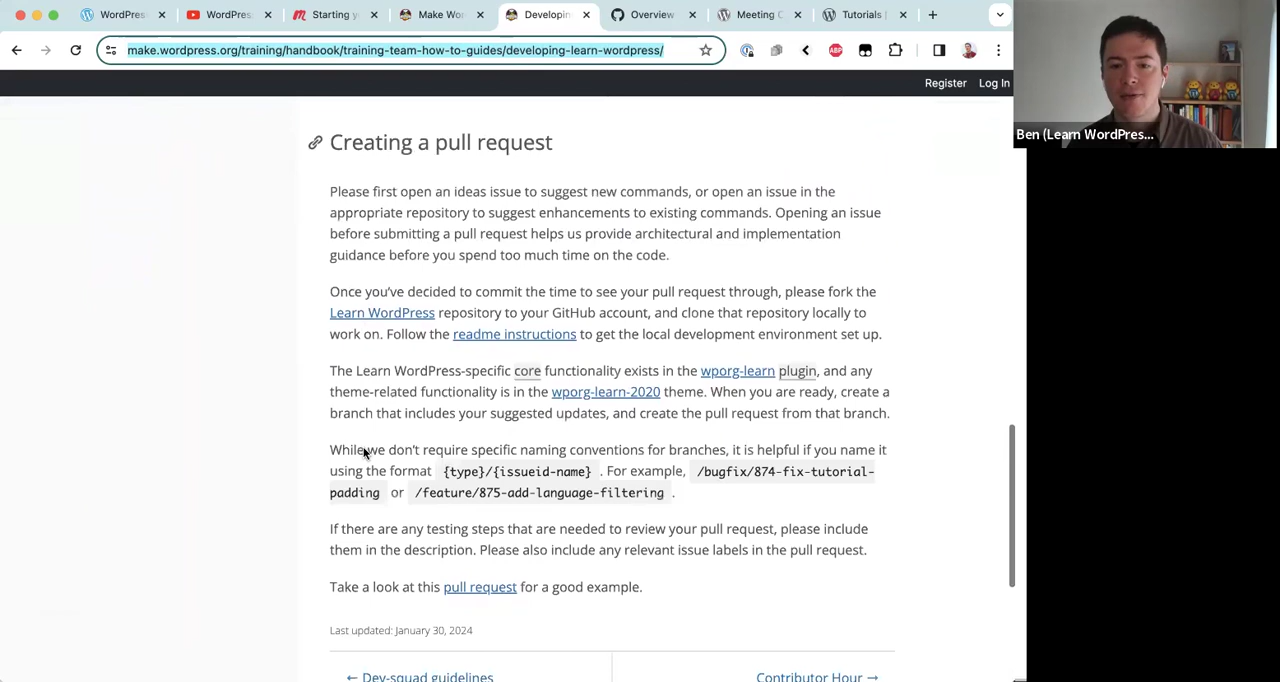 WordPres
WordPres
Starting y
Make Wor
Developin
Overview
Meeting C
Tutorials |
make.wordpress.org/training/handbook/training-team-how-to-guides/developing-learn-wordpress/
ABP
Register Log In
Ben (Learn WordPres...
Creating a pull request
Please first open an ideas issue to suggest new commands, or open an issue in the
appropriate repository to suggest enhancements to existing commands. Opening an issue
before submitting a pull request helps us provide architectural and implementation
guidance before you spend too much time on the code.
Once you've decided to commit the time to see your pull request through, please fork the
Learn WordPress repository to your GitHub account, and clone that repository locally to
work on. Follow the readme instructions to get the local development environment set up.
The Learn WordPress-specific core functionality exists in the wporg-learn plugin, and any
theme-related functionality is in the wporg-learn-2020 theme. When you are ready, create a
branch that includes your suggested updates, and create the pull request from that branch.
While we don't require specific naming conventions for branches, it is helpful if you name it
using the format {type}/{issueid-name} . For example, /bugfix/874-fix-tutorial-
padding or /feature/875-add-language-filtering .
If there are any testing steps that are needed to review your pull request, please include
them in the description. Please also include any relevant issue labels in the pull request.
Take a look at this pull request for a good example.
Last updated: January 30, 2024
← Dev-squad guidelines
Contributor Hour →